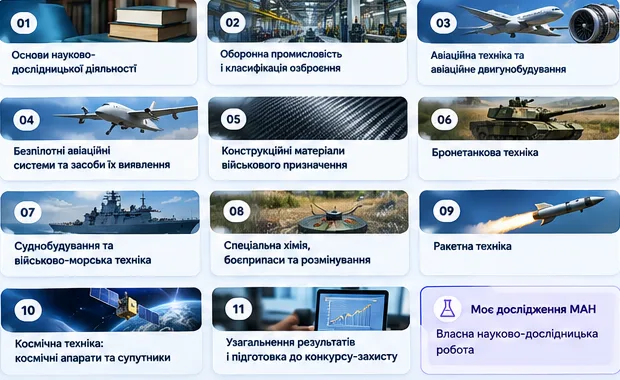 01
Основи науково-
дослідницької діяльності
02
Оборонна промисловість
і класифікація озброєння
03
Авіаційна техніка та
авіаційне двигунобудування
04
Безпілотні авіаційні
системи та засоби їх виявлення
05
Конструкційні матеріали
військового призначення
06
Бронетанкова техніка
07
Суднобудування та
військово-морська техніка
08
Спеціальна хімія,
боєприпаси та розмінування
09
Ракетна техніка
10
Космічна техніка:
космічні апарати та супутники
11
Узагальнення результатів
і підготовка до конкурсу-захисту
Моє дослідження МАН
Власна науково-дослідницька
робота